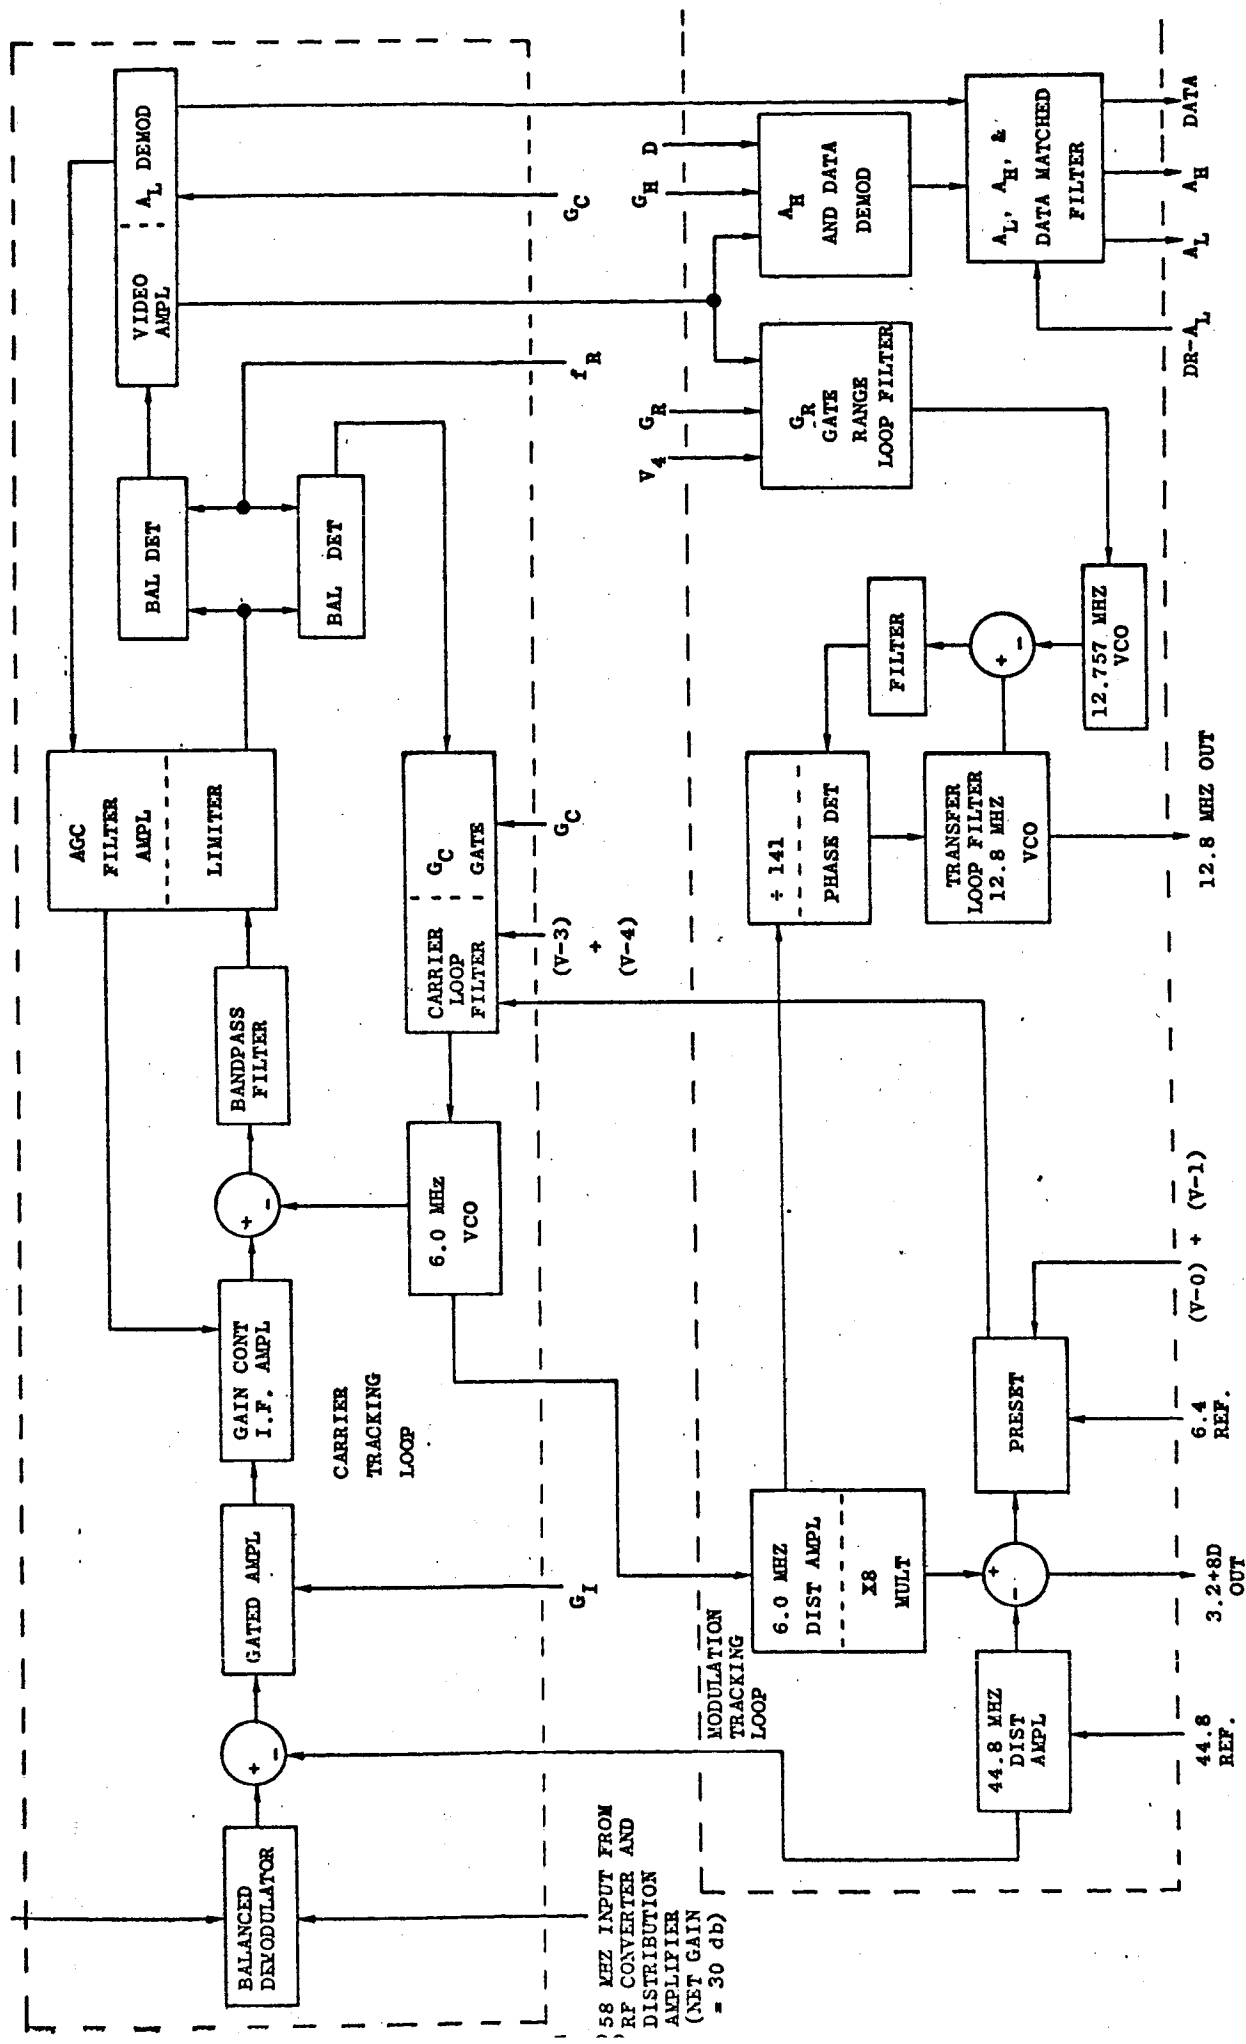 BALANCED
DEMODULATOR
GATED AMPL
GAIN CONT
I.F. AMPL
BANDPASS
FILTER
AGC
FILTER
AMPL
LIMITER
BAL DET
BAL DET
VIDEO
AMPL
A_L DEMOD
+
-
+
-
G_I
CARRIER
TRACKING
LOOP
6.0 MHz
VCO
CARRIER
LOOP
FILTER
G_C
GATE
(V-3)
+
(V-4)
G_C
f_R
G_C
58 MHZ INPUT FROM
RF CONVERTER AND
DISTRIBUTION
AMPLIFIER
(NET GAIN
= 30 db)
MODULATION
TRACKING
LOOP
6.0 MHZ
DIST AMPL
X8
MULT
÷ 141
PHASE DET
FILTER
V_4
G_R
G_R
GATE
RANGE
LOOP FILTER
G_H
D
A_H
AND DATA
DEMOD
44.8 MHZ
DIST
AMPL
+
-
PRESET
TRANSFER
LOOP FILTER
12.8 MHZ
VCO
+
-
12.757 MHZ
VCO
A_L, A_H, &
DATA MATCHED
FILTER
44.8
REF.
3.2+8D
OUT
6.4
REF.
(V-0) + (V-1)
12.8 MHZ OUT
DR-A_L
A_L
A_H
DATA